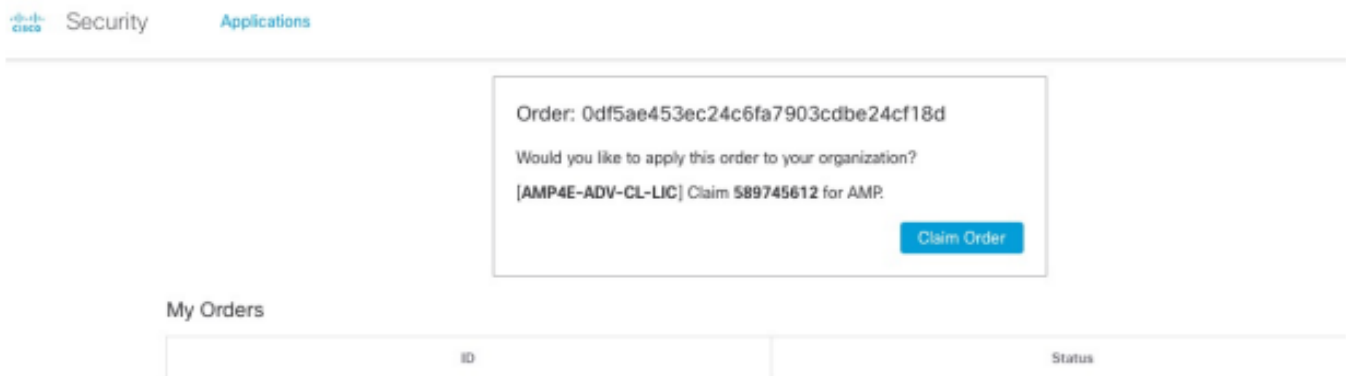 CISCO Security Applications
Order: 0df5ae453ec24c6fa7903cdbe24cf18d
Would you like to apply this order to your organization?
[AMP4E-ADV-CL-LIC] Claim 589745612 for AMP.
Claim Order
My Orders
ID Status